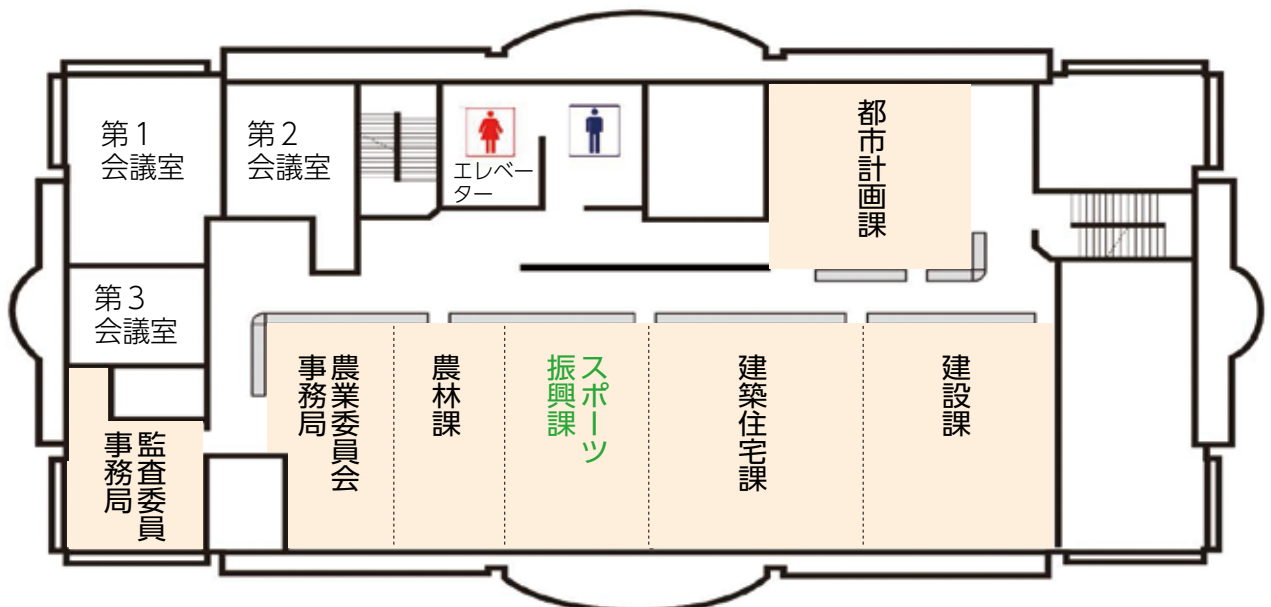 第１
会議室
第２
会議室
エレベー
ター
都市計画課
第３
会議室
農業委員会
事務局
農林課
スポーツ
振興課
建築住宅課
建設課
監査委員
事務局